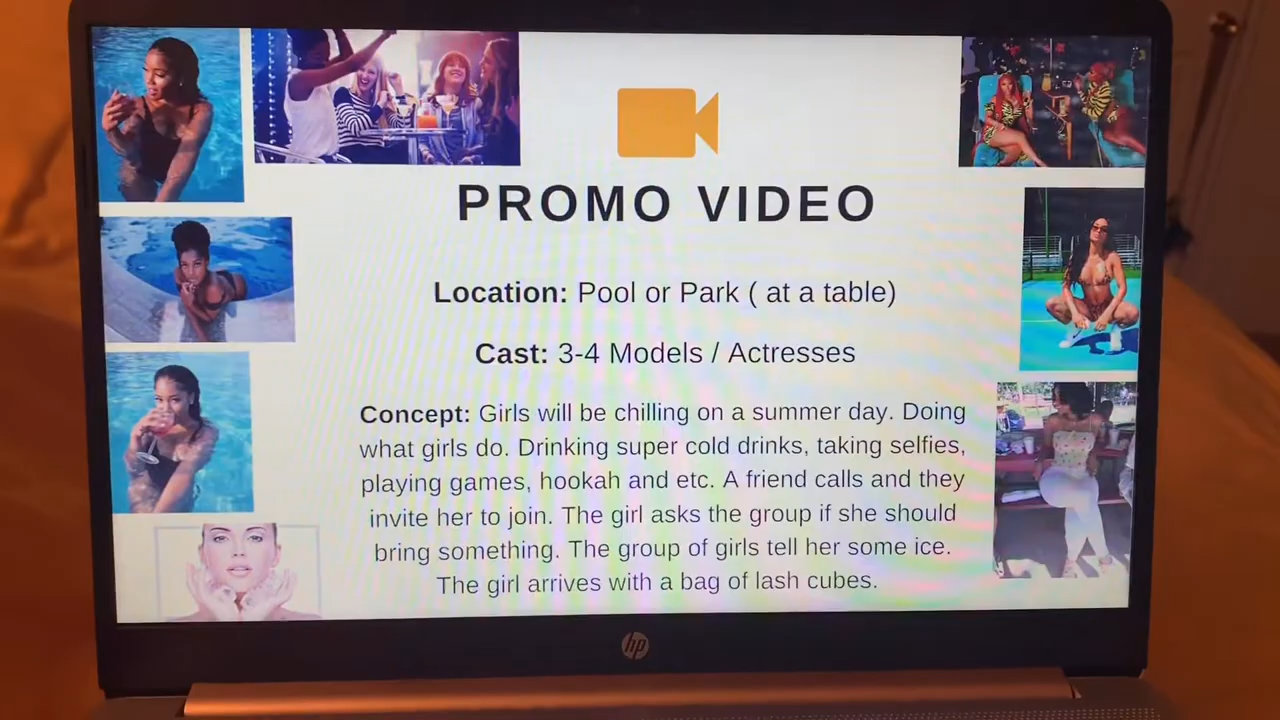 PROMO VIDEO
Location: Pool or Park ( at a table)
Cast: 3-4 Models / Actresses
Concept: Girls will be chilling on a summer day. Doing
what girls do. Drinking super cold drinks, taking selfies,
playing games, hookah and etc. A friend calls and they
invite her to join. The girl asks the group if she should
bring something. The group of girls tell her some ice.
The girl arrives with a bag of lash cubes.
hp